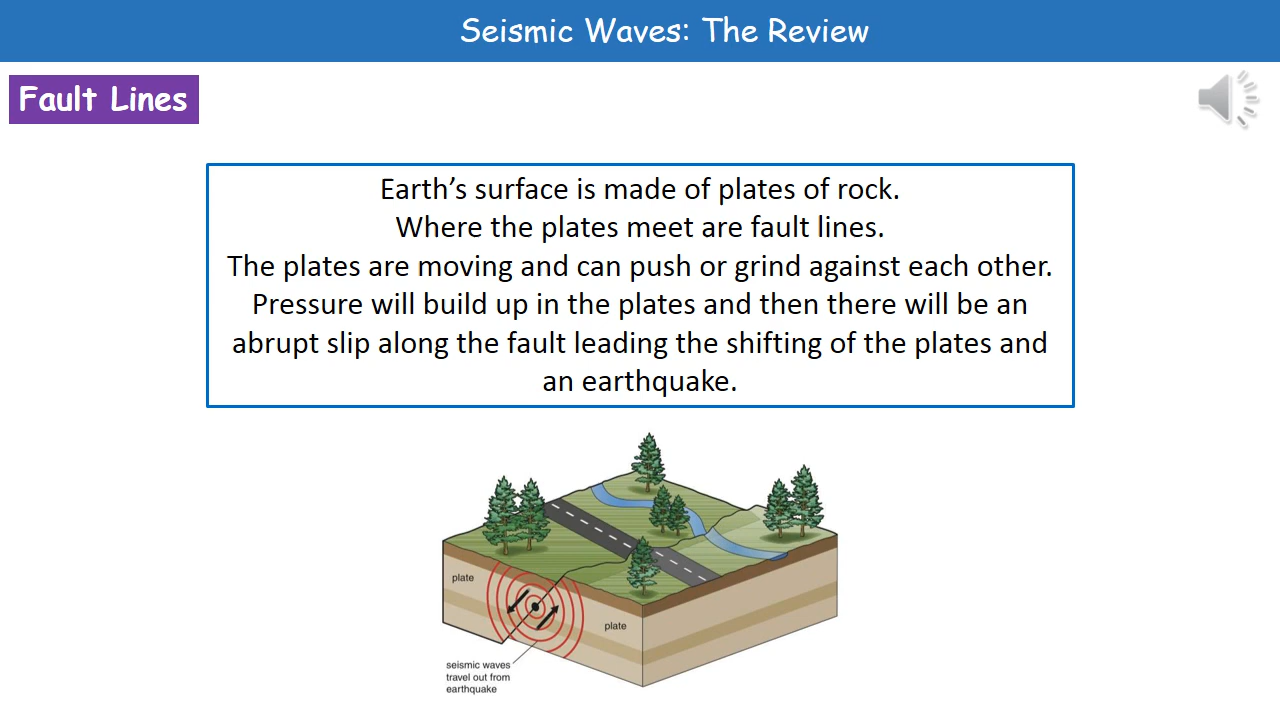 Seismic Waves: The Review
Fault Lines
Earth's surface is made of plates of rock.
Where the plates meet are fault lines.
The plates are moving and can push or grind against each other.
Pressure will build up in the plates and then there will be an
abrupt slip along the fault leading the shifting of the plates and
an earthquake.
plate
plate
seismic waves
travel out from
earthquake